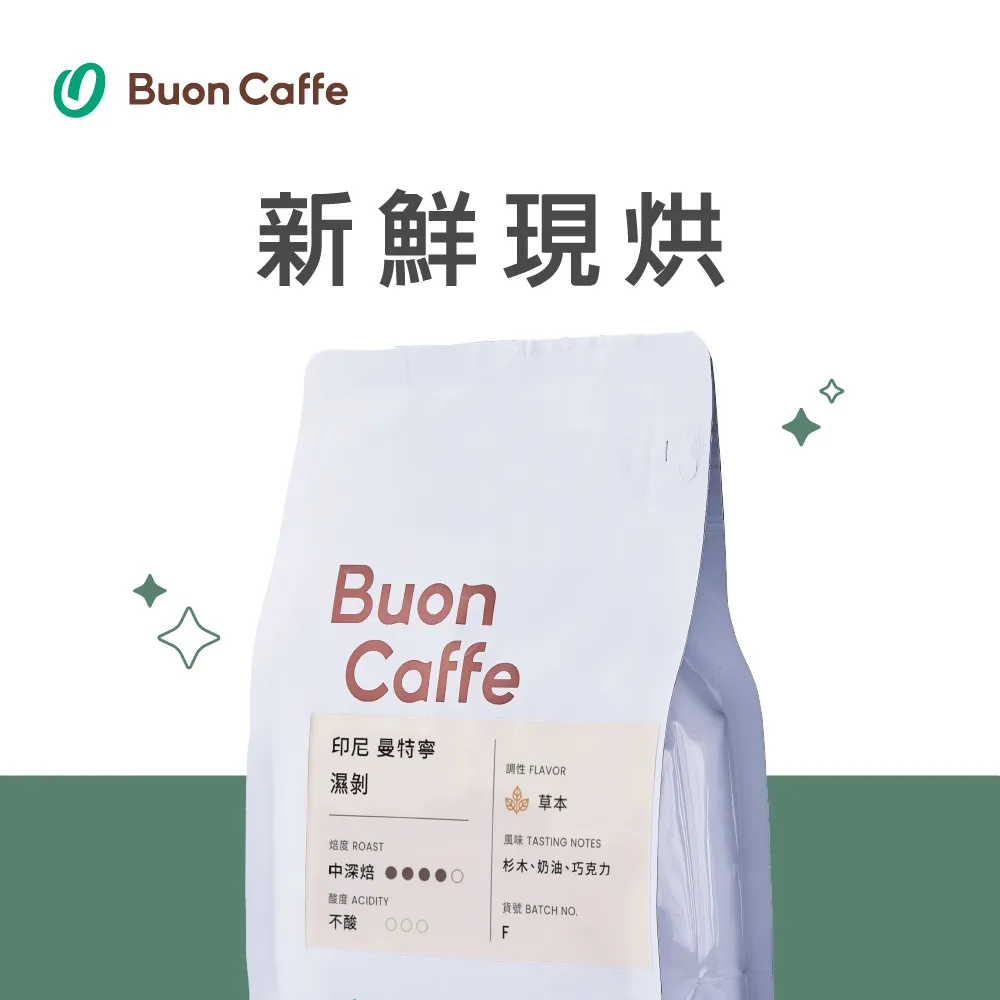 Buon Caffe
新鮮現烘
Buon
Caffe
印尼 曼特寧
濕剝
焙度 ROAST
中深焙
酸度 ACIDITY
不酸
調性 FLAVOR
草本
風味 TASTING NOTES
杉木、奶油、巧克力
貨號 BATCH NO.
F